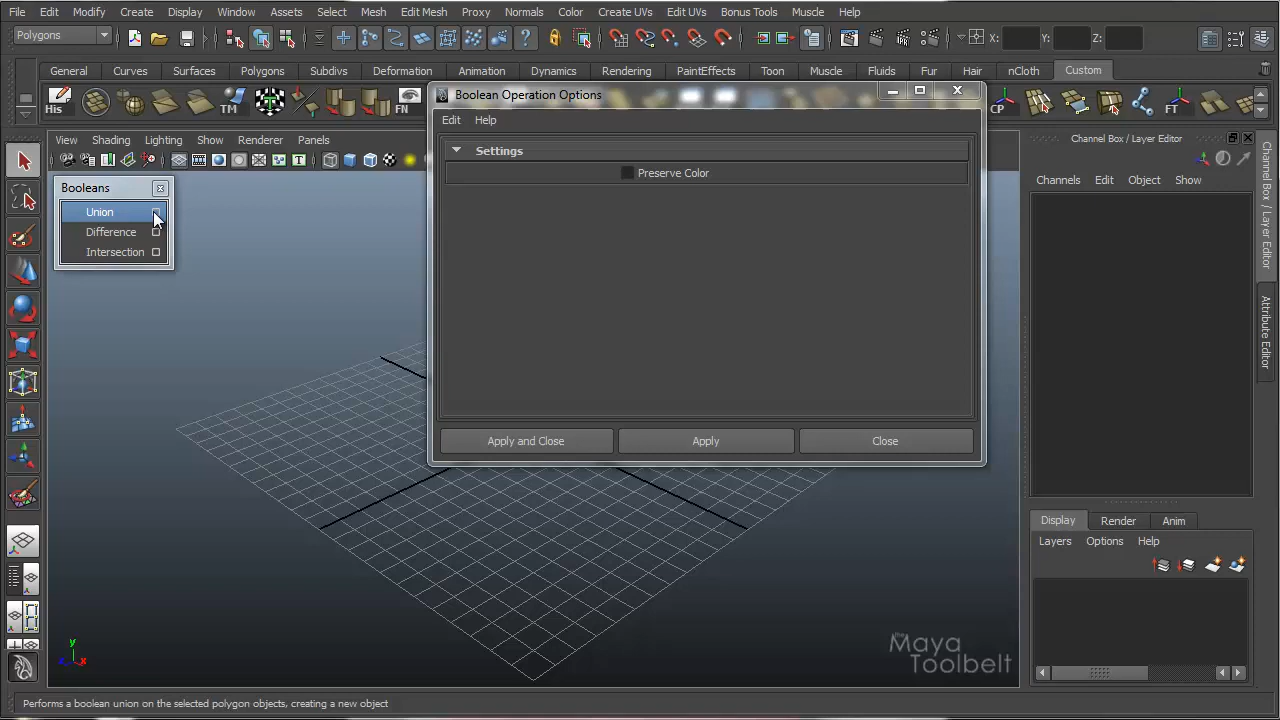 File Edit Modify Create Display Window Assets Select Mesh Edit Mesh Proxy Normals Color Create UVs Edit UVs Bonus Tools Muscle Help
Polygons X: Y: Z:
General Curves Surfaces Polygons Subdivs Deformation Animation Dynamics Rendering PaintEffects Toon Muscle Fluids Fur Hair nCloth Custom
His TM FN CP FT
Boolean Operation Options
Edit Help
Settings
Preserve Color
Apply and Close Apply Close
View Shading Lighting Show Renderer Panels
Booleans
Union
Difference
Intersection
Channel Box / Layer Editor
Channels Edit Object Show
Channel Box / Layer Editor
Attribute Editor
Display Render Anim
Layers Options Help
y
z x
the Maya Toolbelt
Performs a boolean union on the selected polygon objects, creating a new object